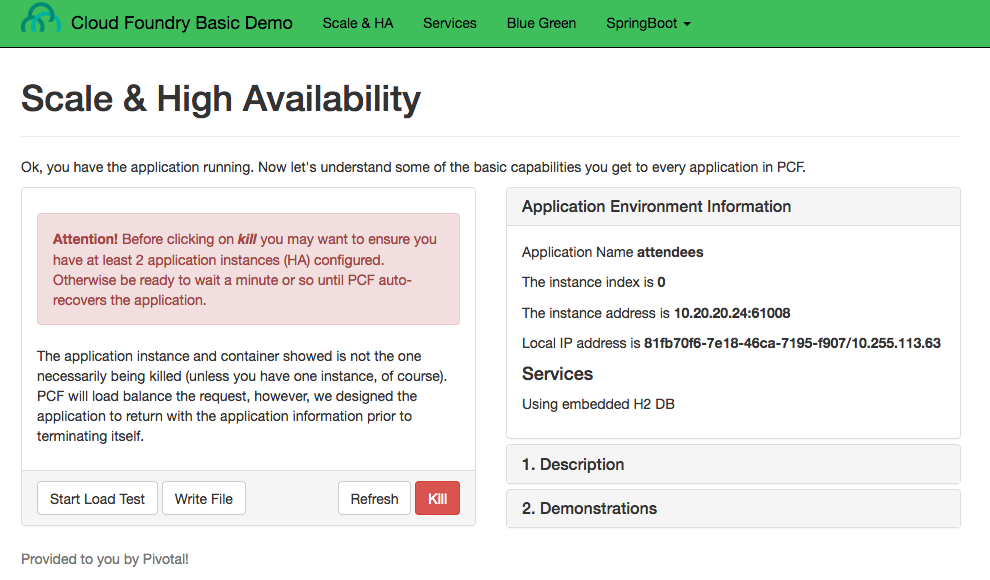 Cloud Foundry Basic Demo Scale & HA Services Blue Green SpringBoot
Scale & High Availability
Ok, you have the application running. Now let's understand some of the basic capabilities you get to every application in PCF.
Attention! Before clicking on kill you may want to ensure you
have at least 2 application instances (HA) configured.
Otherwise be ready to wait a minute or so until PCF auto-
recovers the application.
The application instance and container showed is not the one
necessarily being killed (unless you have one instance, of course).
PCF will load balance the request, however, we designed the
application to return with the application information prior to
terminating itself.
Start Load Test Write File Refresh Kill
Application Environment Information
Application Name attendees
The instance index is 0
The instance address is 10.20.20.24:61008
Local IP address is 81fb70f6-7e18-46ca-7195-f907/10.255.113.63
Services
Using embedded H2 DB
1. Description
2. Demonstrations
Provided to you by Pivotal!